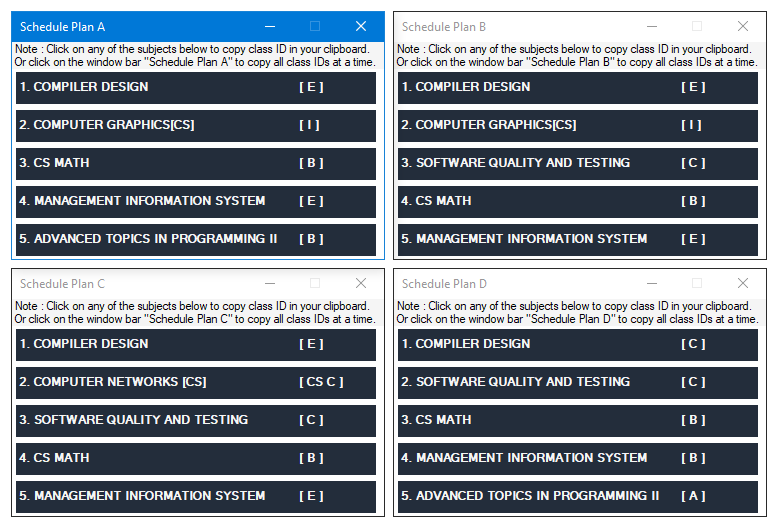 Schedule Plan A
Note : Click on any of the subjects below to copy class ID in your clipboard.
Or click on the window bar "Schedule Plan A" to copy all class IDs at a time.
1. COMPILER DESIGN [ E ]
2. COMPUTER GRAPHICS[CS] [ I ]
3. CS MATH [ B ]
4. MANAGEMENT INFORMATION SYSTEM [ E ]
5. ADVANCED TOPICS IN PROGRAMMING II [ B ]
Schedule Plan B
Note : Click on any of the subjects below to copy class ID in your clipboard.
Or click on the window bar "Schedule Plan B" to copy all class IDs at a time.
1. COMPILER DESIGN [ E ]
2. COMPUTER GRAPHICS[CS] [ I ]
3. SOFTWARE QUALITY AND TESTING [ C ]
4. CS MATH [ B ]
5. MANAGEMENT INFORMATION SYSTEM [ E ]
Schedule Plan C
Note : Click on any of the subjects below to copy class ID in your clipboard.
Or click on the window bar "Schedule Plan C" to copy all class IDs at a time.
1. COMPILER DESIGN [ E ]
2. COMPUTER NETWORKS [CS] [ CS C ]
3. SOFTWARE QUALITY AND TESTING [ C ]
4. CS MATH [ B ]
5. MANAGEMENT INFORMATION SYSTEM [ E ]
Schedule Plan D
Note : Click on any of the subjects below to copy class ID in your clipboard.
Or click on the window bar "Schedule Plan D" to copy all class IDs at a time.
1. COMPILER DESIGN [ C ]
2. SOFTWARE QUALITY AND TESTING [ C ]
3. CS MATH [ B ]
4. MANAGEMENT INFORMATION SYSTEM [ B ]
5. ADVANCED TOPICS IN PROGRAMMING II [ A ]